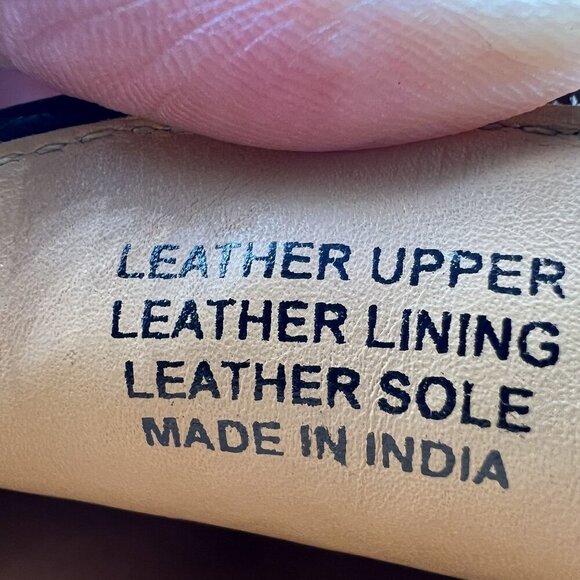 LEATHER UPPER
LEATHER LINING
LEATHER SOLE
MADE IN INDIA